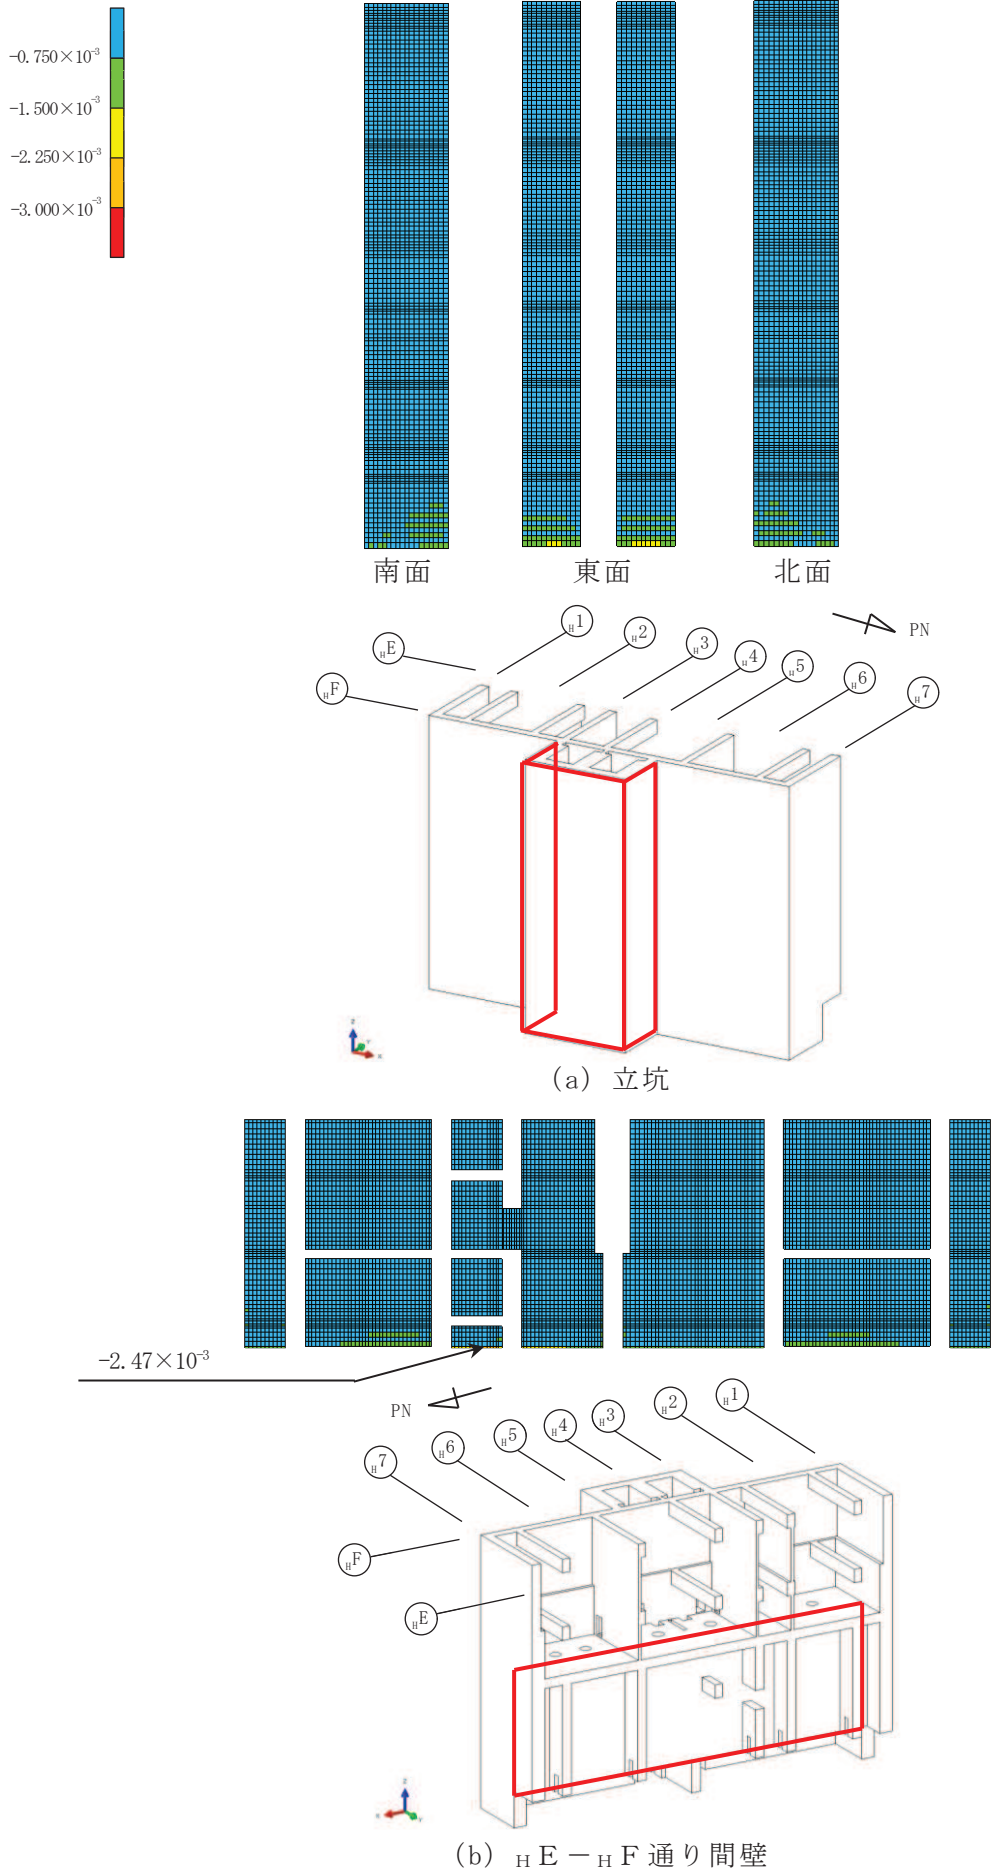 -0.750×10⁻³
-1.500×10⁻³
-2.250×10⁻³
-3.000×10⁻³
南面
東面
北面
HE
HF
H1
H2
H3
H4
H5
H6
H7
PN
Z
Y
X
(a) 立坑
-2.47×10⁻³
PN
H7
H6
H5
H4
H3
H2
H1
HF
HE
Z
X
Y
(b) HE-HF通り間壁